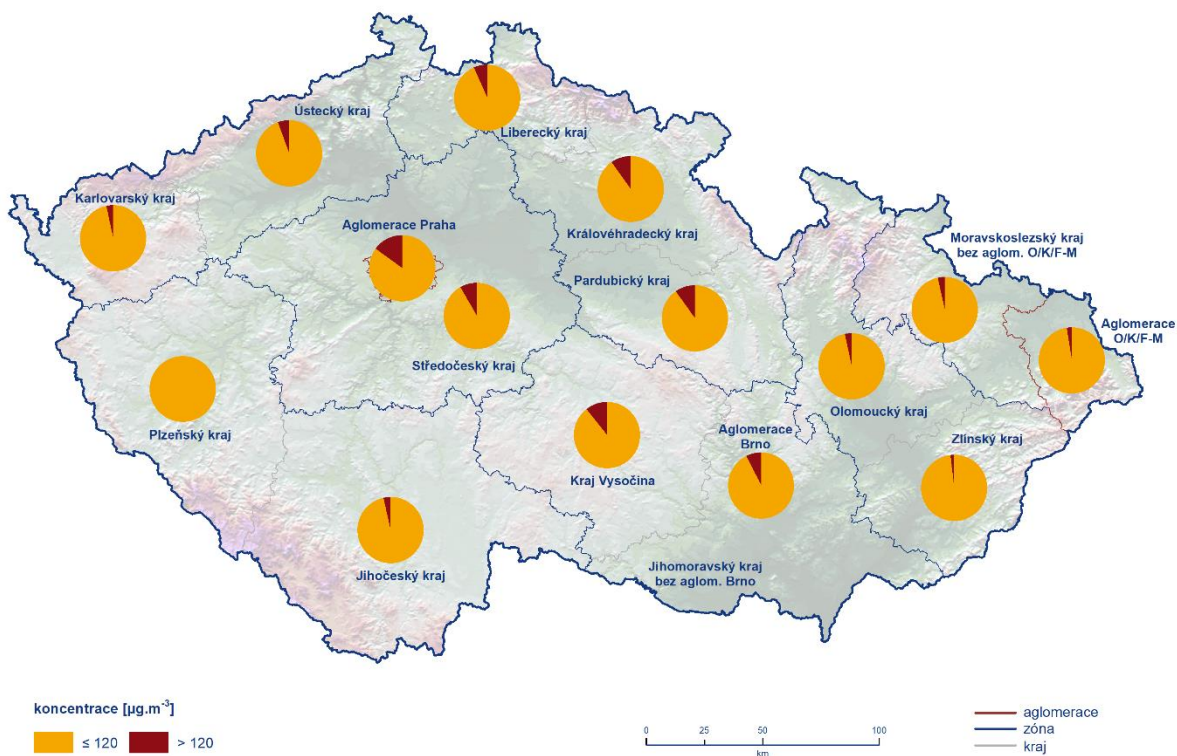 Ústecký kraj
Liberecký kraj
Karlovarský kraj
Aglomerace Praha
Královéhradecký kraj
Moravskoslezský kraj
bez aglom. O/K/F-M
Pardubický kraj
Aglomerace
O/K/F-M
Středočeský kraj
Olomoucký kraj
Plzeňský kraj
Aglomerace
Brno
Zlínský kraj
Kraj Vysočina
Jihočeský kraj
Jihomoravský kraj
bez aglom. Brno
koncentrace [µg.m⁻³]
≤ 120 > 120
0 25 50 100
km
aglomerace
zóna
kraj